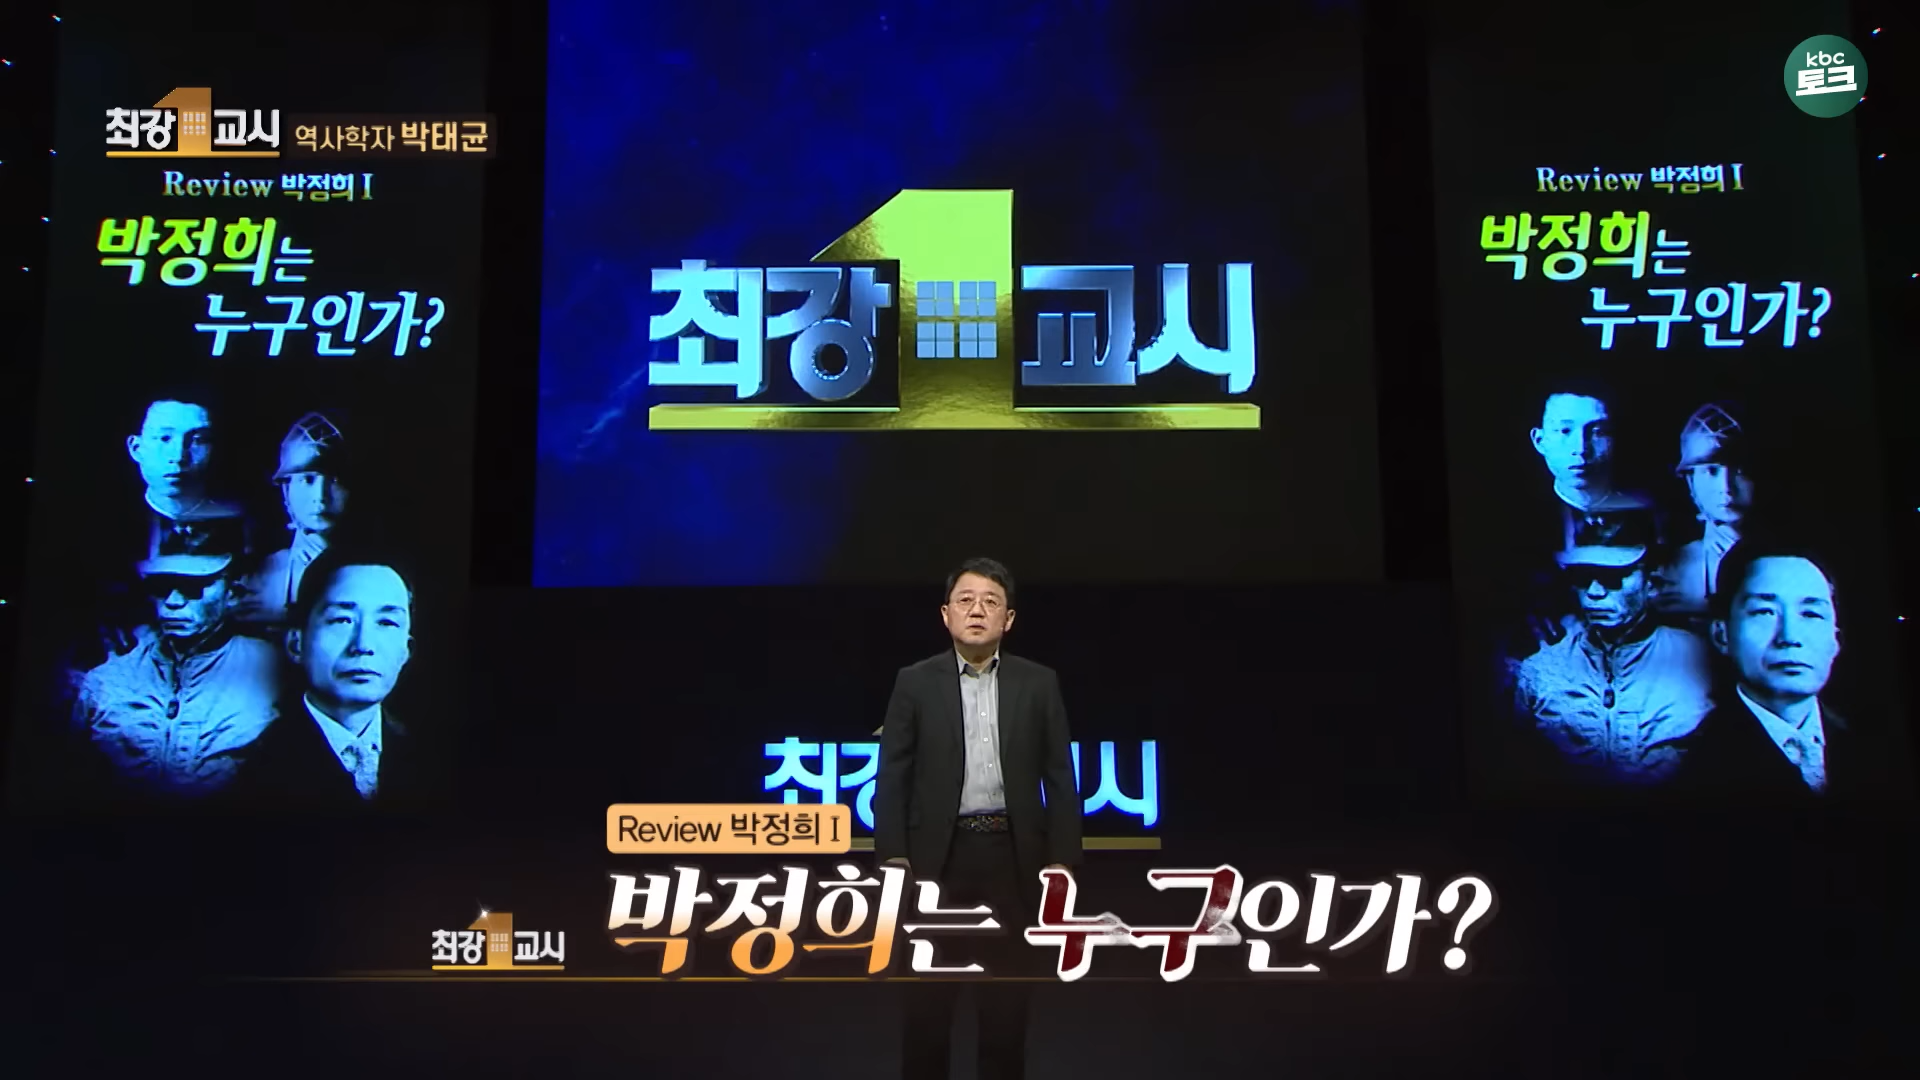 kbc
토크
최강1교시 역사학자 박태균
Review 박정희 I
박정희는
누구인가?
최강1교시
Review 박정희 I
박정희는
누구인가?
최강 시
Review 박정희 I
최강1교시 박정희는 누구인가?